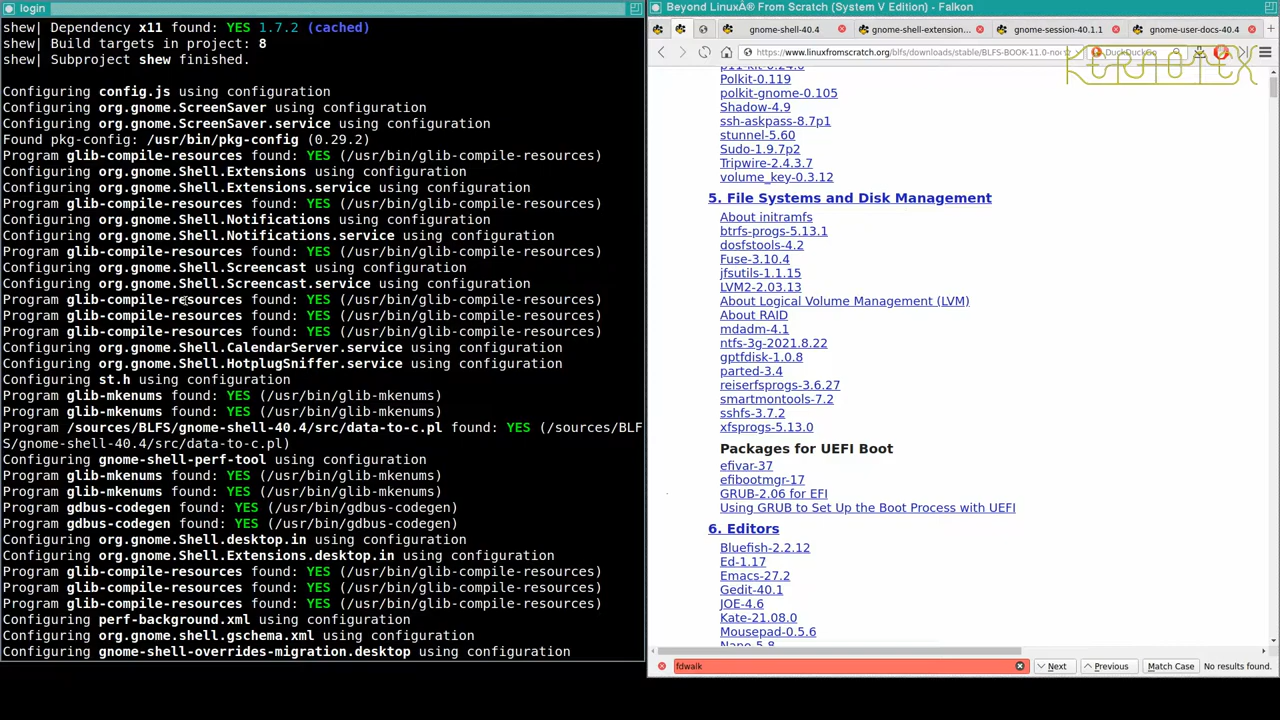 login
shew| Dependency x11 found: YES 1.7.2 (cached)
shew| Build targets in project: 8
shew| Subproject shew finished.
Configuring config.js using configuration
Configuring org.gnome.ScreenSaver using configuration
Configuring org.gnome.ScreenSaver.service using configuration
Found pkg-config: /usr/bin/pkg-config (0.29.2)
Program glib-compile-resources found: YES (/usr/bin/glib-compile-resources)
Configuring org.gnome.Shell.Extensions using configuration
Configuring org.gnome.Shell.Extensions.service using configuration
Program glib-compile-resources found: YES (/usr/bin/glib-compile-resources)
Configuring org.gnome.Shell.Notifications using configuration
Configuring org.gnome.Shell.Notifications.service using configuration
Program glib-compile-resources found: YES (/usr/bin/glib-compile-resources)
Configuring org.gnome.Shell.Screencast using configuration
Configuring org.gnome.Shell.Screencast.service using configuration
Program glib-compile-resources found: YES (/usr/bin/glib-compile-resources)
Program glib-compile-resources found: YES (/usr/bin/glib-compile-resources)
Program glib-compile-resources found: YES (/usr/bin/glib-compile-resources)
Configuring org.gnome.Shell.CalendarServer.service using configuration
Configuring org.gnome.Shell.HotplugSniffer.service using configuration
Configuring st.h using configuration
Program glib-mkenums found: YES (/usr/bin/glib-mkenums)
Program glib-mkenums found: YES (/usr/bin/glib-mkenums)
Program /sources/BLFS/gnome-shell-40.4/src/data-to-c.pl found: YES (/sources/BLF
S/gnome-shell-40.4/src/data-to-c.pl)
Configuring gnome-shell-perf-tool using configuration
Program glib-mkenums found: YES (/usr/bin/glib-mkenums)
Program glib-mkenums found: YES (/usr/bin/glib-mkenums)
Program gdbus-codegen found: YES (/usr/bin/gdbus-codegen)
Program gdbus-codegen found: YES (/usr/bin/gdbus-codegen)
Configuring org.gnome.Shell.desktop.in using configuration
Configuring org.gnome.Shell.Extensions.desktop.in using configuration
Program glib-compile-resources found: YES (/usr/bin/glib-compile-resources)
Program glib-compile-resources found: YES (/usr/bin/glib-compile-resources)
Program glib-compile-resources found: YES (/usr/bin/glib-compile-resources)
Configuring perf-background.xml using configuration
Configuring org.gnome.shell.gschema.xml using configuration
Configuring gnome-shell-overrides-migration.desktop using configuration
Beyond LinuxÂ® From Scratch (System V Edition) - Falkon
gnome-shell-40.4
gnome-shell-extension...
gnome-session-40.1.1
gnome-user-docs-40.4
https://www.linuxfromscratch.org/blfs/downloads/stable/BLFS-BOOK-11.0-noc
DuckDuckGo
KERNOTEX
p11-kit-0.24.0
Polkit-0.119
polkit-gnome-0.105
Shadow-4.9
ssh-askpass-8.7p1
stunnel-5.60
Sudo-1.9.7p2
Tripwire-2.4.3.7
volume_key-0.3.12
5. File Systems and Disk Management
About initramfs
btrfs-progs-5.13.1
dosfstools-4.2
Fuse-3.10.4
jfsutils-1.1.15
LVM2-2.03.13
About Logical Volume Management (LVM)
About RAID
mdadm-4.1
ntfs-3g-2021.8.22
gptfdisk-1.0.8
parted-3.4
reiserfsprogs-3.6.27
smartmontools-7.2
sshfs-3.7.2
xfsprogs-5.13.0
Packages for UEFI Boot
efivar-37
efibootmgr-17
GRUB-2.06 for EFI
Using GRUB to Set Up the Boot Process with UEFI
6. Editors
Bluefish-2.2.12
Ed-1.17
Emacs-27.2
Gedit-40.1
JOE-4.6
Kate-21.08.0
Mousepad-0.5.6
Nano-5.8
fdwalk
Next
Previous
Match Case
No results found.